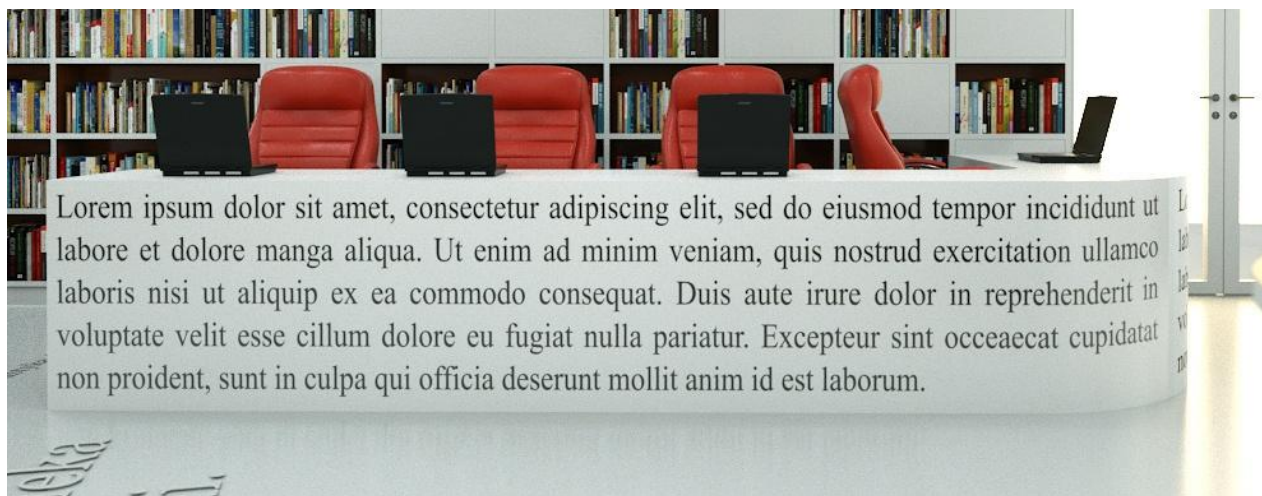 Lorem ipsum dolor sit amet, consectetur adipiscing elit, sed do eiusmod tempor incididunt ut
labore et dolore manga aliqua. Ut enim ad minim veniam, quis nostrud exercitation ullamco
laboris nisi ut aliquip ex ea commodo consequat. Duis aute irure dolor in reprehenderit in
voluptate velit esse cillum dolore eu fugiat nulla pariatur. Excepteur sint occeaecat cupidatat
non proident, sunt in culpa qui officia deserunt mollit anim id est laborum.